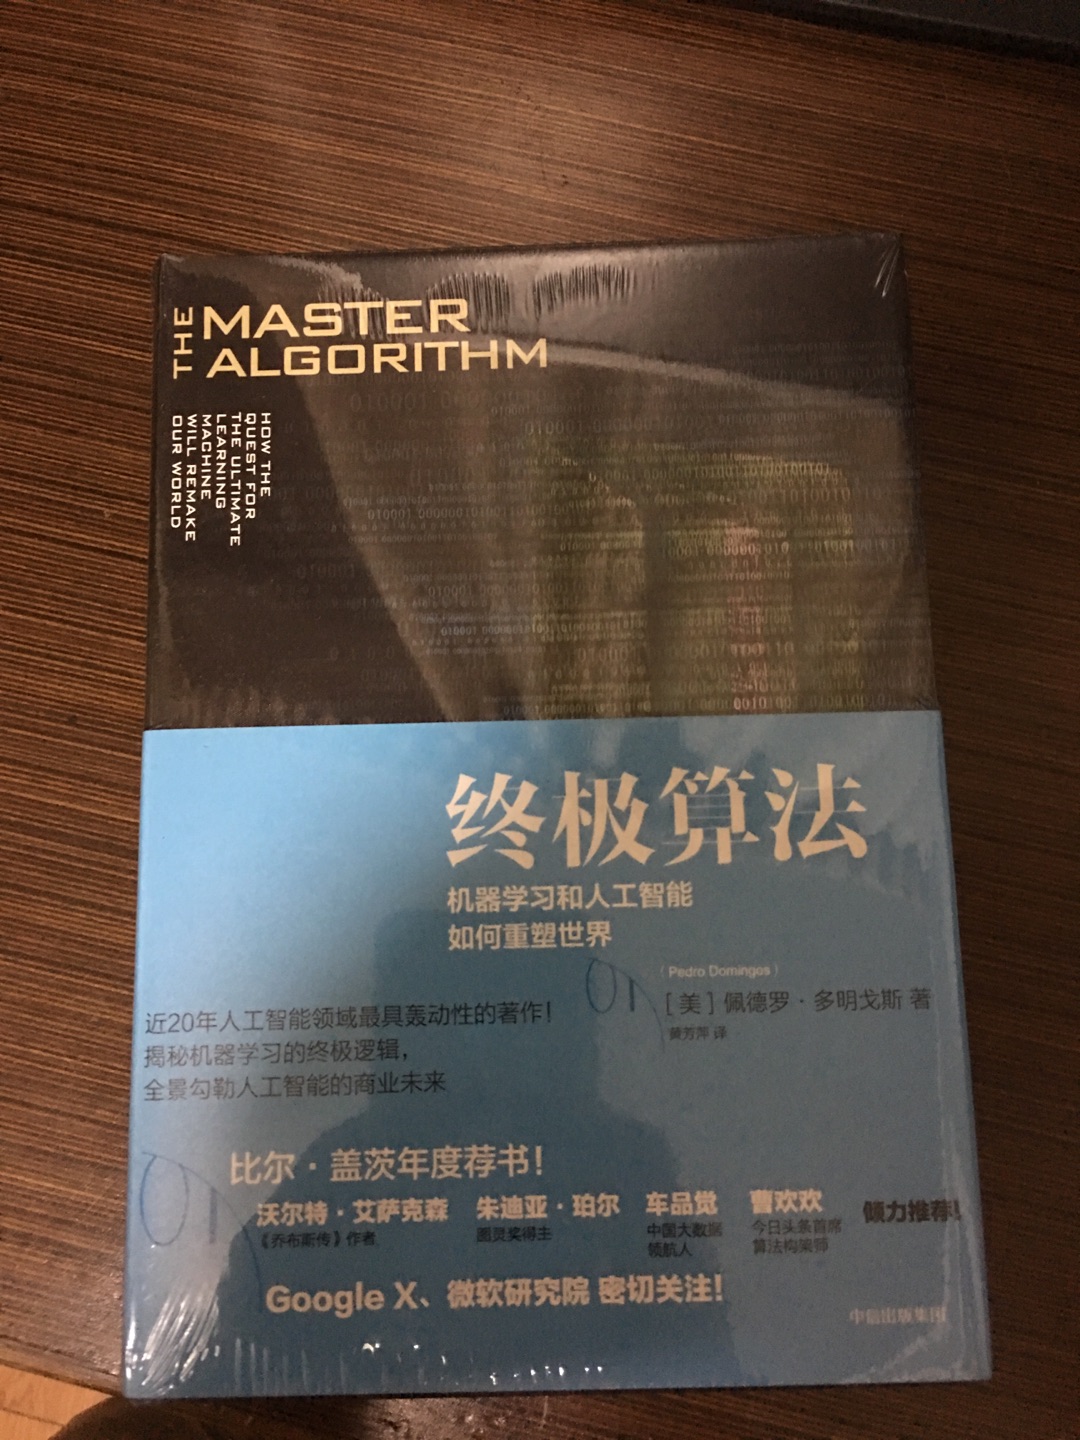 THE
MASTER
ALGORITHM
HOW THE
QUEST FOR
THE ULTIMATE
LEARNING
MACHINE
WILL REMAKE
OUR WORLD
终极算法
机器学习和人工智能
如何重塑世界
(Pedro Domingos)
[美] 佩德罗·多明戈斯 著
黄芳萍 译
近20年人工智能领域最具轰动性的著作!
揭秘机器学习的终极逻辑,
全景勾勒人工智能的商业未来
比尔·盖茨年度荐书!
沃尔特·艾萨克森 朱迪亚·珀尔 车品觉 曹欢欢 倾力推荐!
《乔布斯传》作者 图灵奖得主 中国大数据 今日头条首席
领航人 算法构架师
Google X、微软研究院 密切关注!
中信出版集团